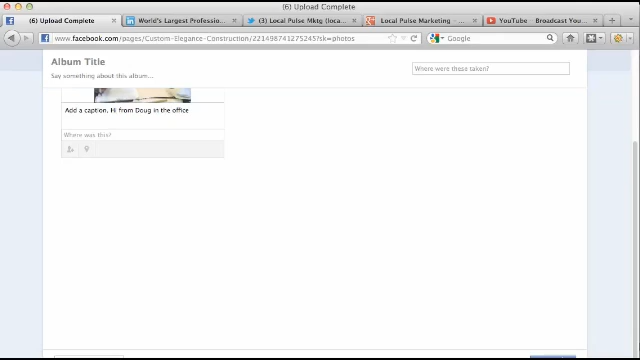 (6) Upload Complete
(6) Upload Complete
World's Largest Professio...
(3) Local Pulse Mktg (loca...
Local Pulse Marketing - ...
YouTube - Broadcast You...
www.facebook.com/pages/Custom-Elegance-Construction/221498741275245?sk=photos
Google
Album Title
Say something about this album...
Where were these taken?
Add a caption. Hi from Doug in the office
Where was this?